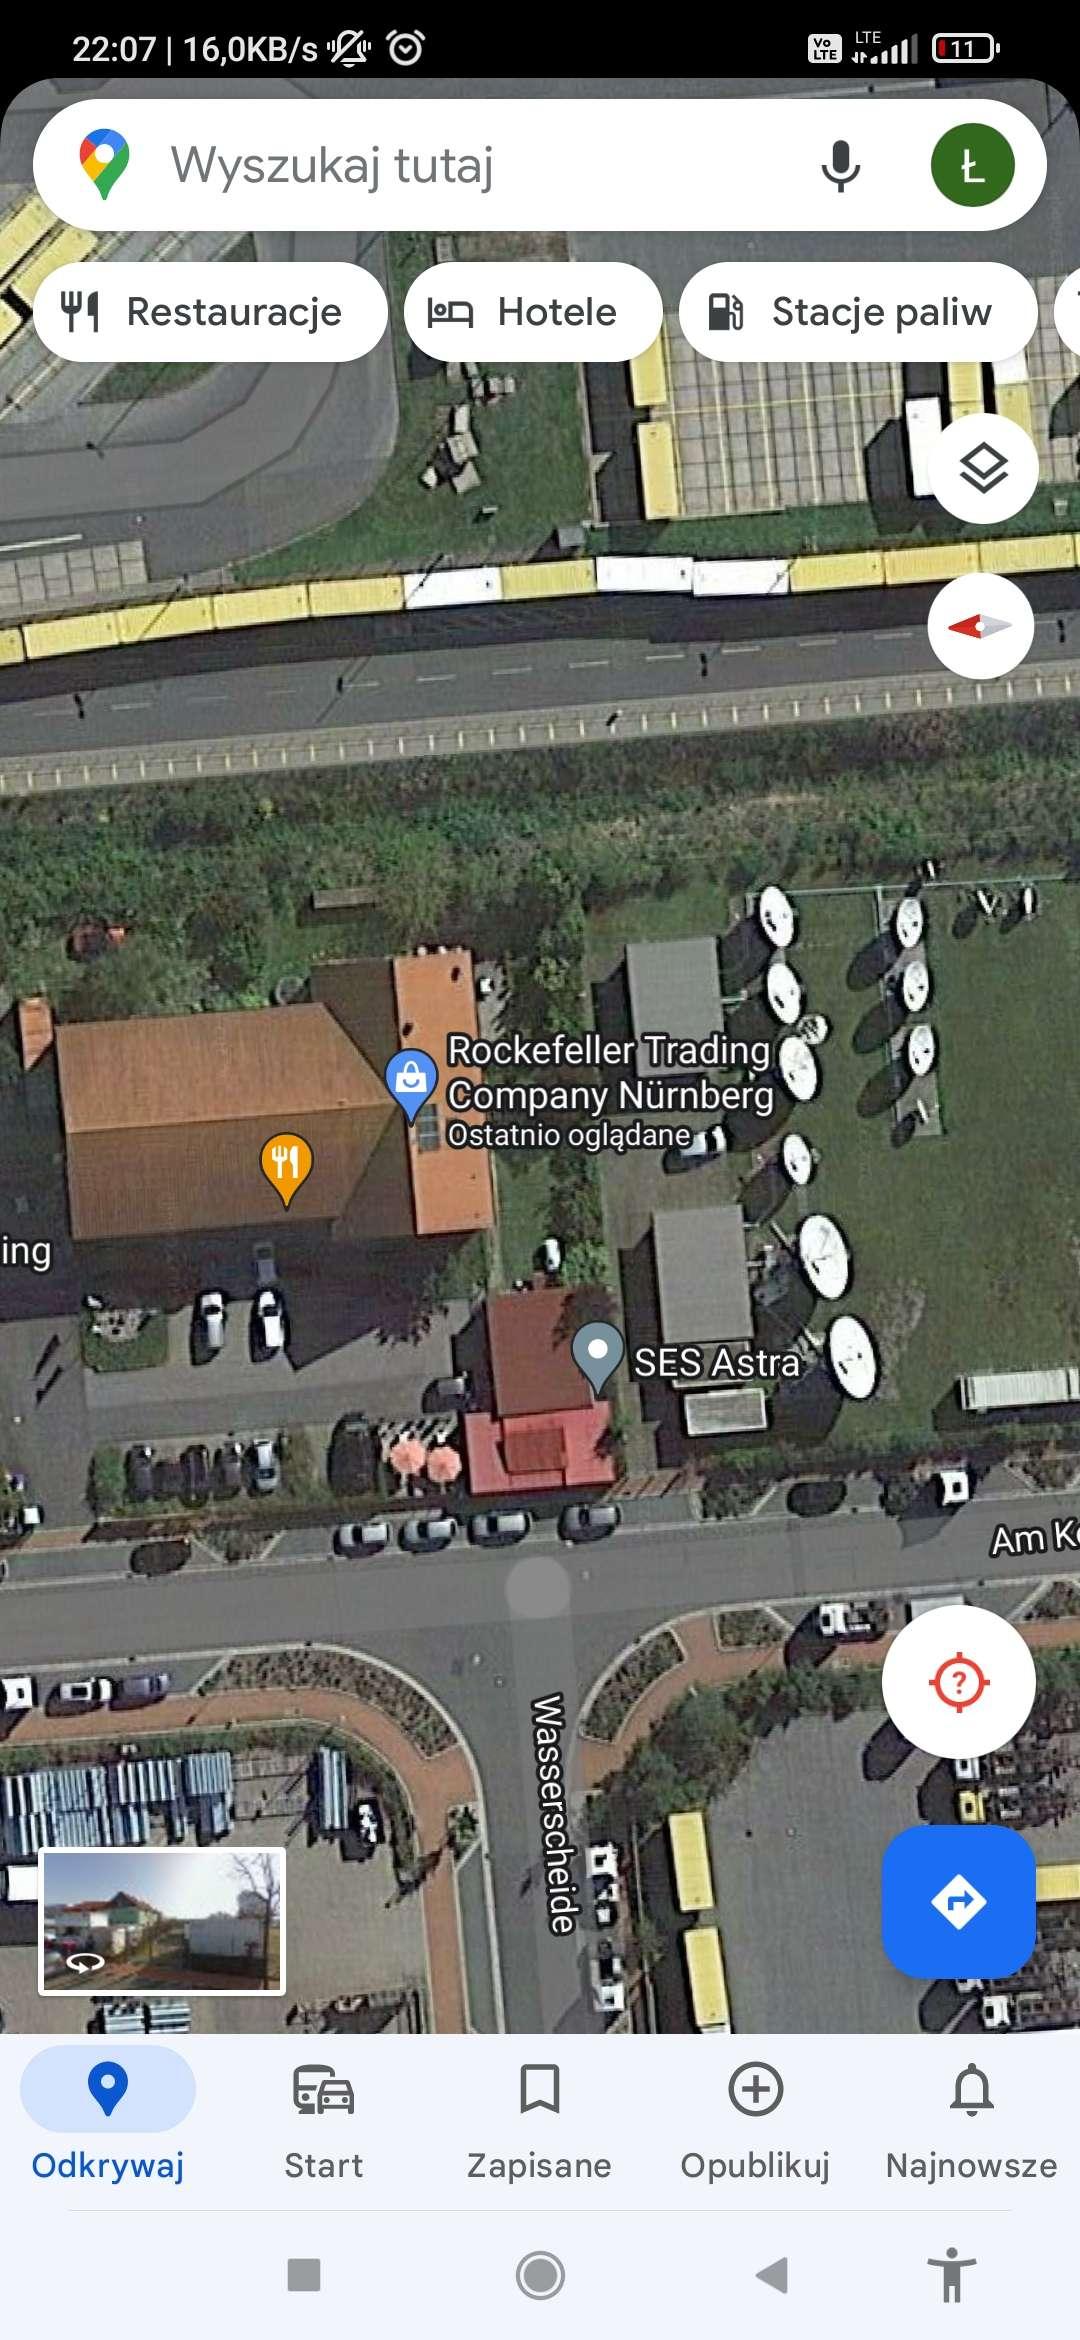 22:07 | 16,0KB/s
Vo LTE
LTE
11
Wyszukaj tutaj
Ł
Restauracje
Hotele
Stacje paliw
Rockefeller Trading
Company Nürnberg
Ostatnio oglądane
ing
SES Astra
Am K
?
Wasserscheide
Odkrywaj
Start
Zapisane
Opublikuj
Najnowsze